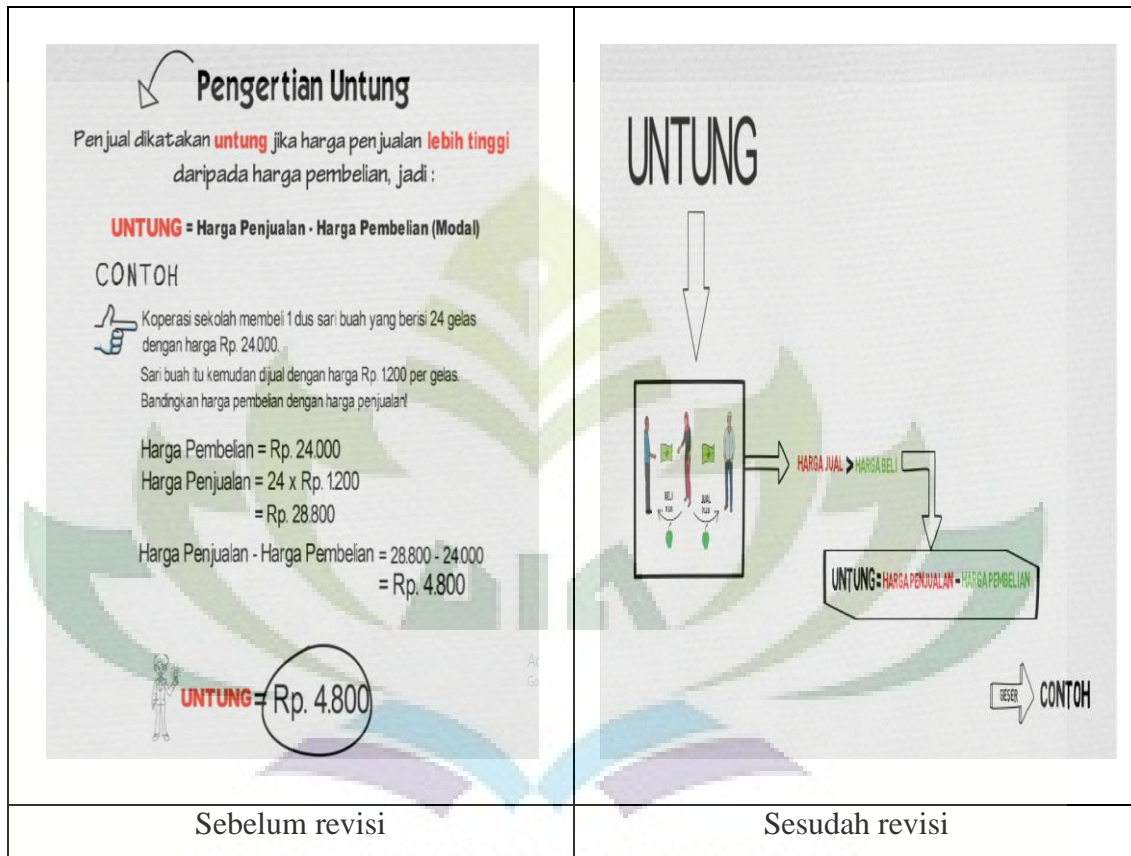 Pengertian Untung
Penjual dikatakan untung jika harga penjualan lebih tinggi
daripada harga pembelian, jadi :
UNTUNG = Harga Penjualan - Harga Pembelian (Modal)
CONTOH
Koperasi sekolah membeli 1 dus sari buah yang berisi 24 gelas
dengan harga Rp. 24.000.
Sari buah itu kemudian dijual dengan harga Rp. 1.200 per gelas.
Bandingkan harga pembelian dengan harga penjualan!
Harga Pembelian = Rp. 24.000
Harga Penjualan = 24 x Rp. 1.200
= Rp. 28.800
Harga Penjualan - Harga Pembelian = 28.800 - 24.000
= Rp. 4.800
UNTUNG = Rp. 4.800
Sebelum revisi
UNTUNG
BELI
JUAL
HARGA JUAL > HARGA BELI
UNTUNG = HARGA PENJUALAN - HARGA PEMBELIAN
GESER
CONTOH
Sesudah revisi